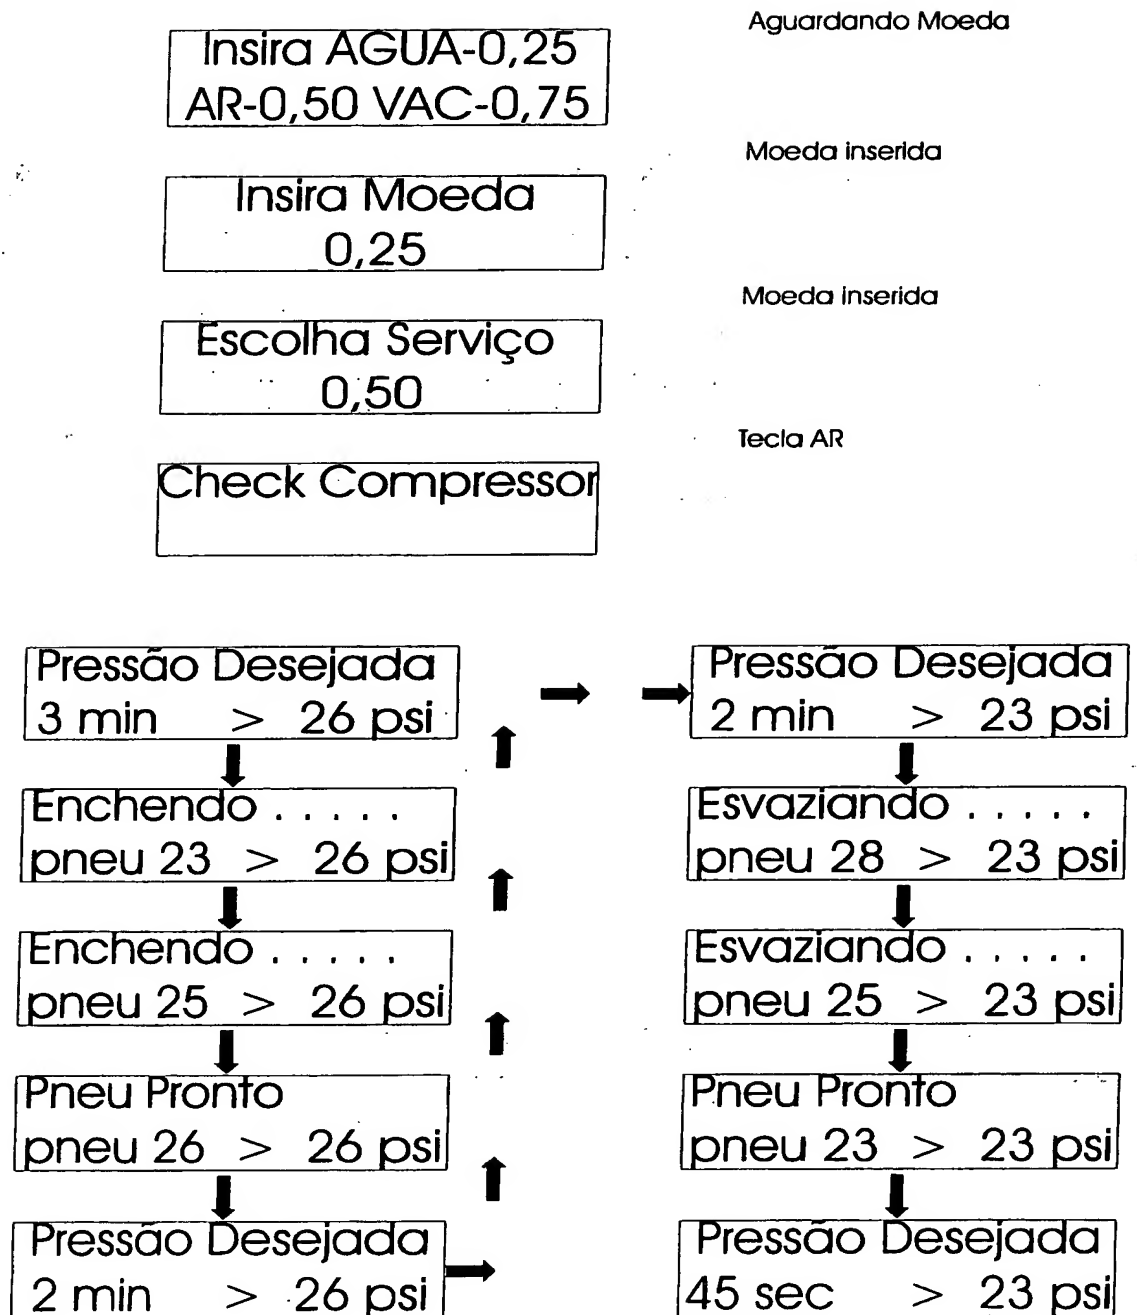 Aguardando Moeda
Insira AGUA-0,25
AR-0,50 VAC-0,75
Moeda inserida
Insira Moeda
0,25
Moeda inserida
Escolha Serviço
0,50
Tecla AR
Check Compressor
Pressão Desejada
3 min > 26 psi
Enchendo . . . . .
pneu 23 > 26 psi
Enchendo . . . . .
pneu 25 > 26 psi
Pneu Pronto
pneu 26 > 26 psi
Pressão Desejada
2 min > 26 psi
Pressão Desejada
2 min > 23 psi
Esvaziando . . . . .
pneu 28 > 23 psi
Esvaziando . . . . .
pneu 25 > 23 psi
Pneu Pronto
pneu 23 > 23 psi
Pressão Desejada
45 sec > 23 psi